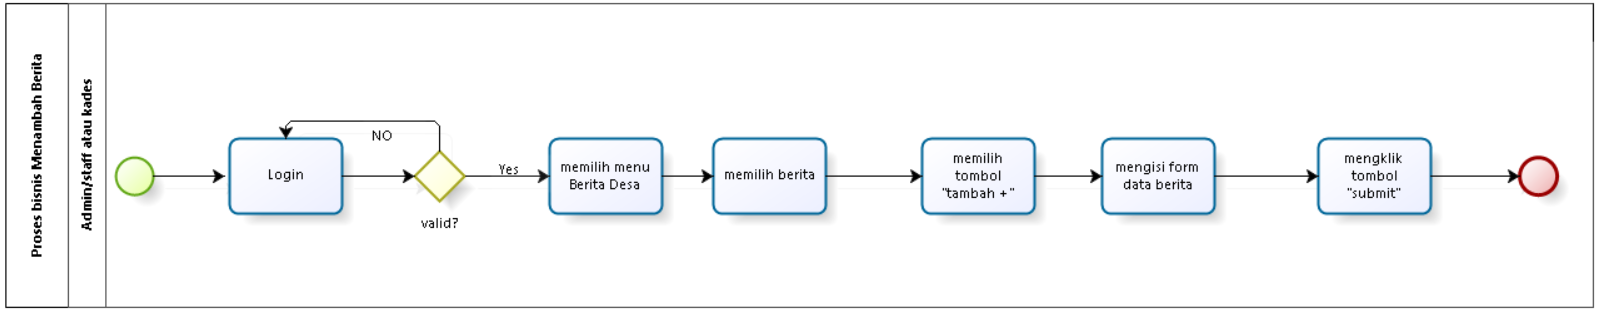 Proses bisnis Menambah Berita
Admin/staff atau kades
Login
NO
valid?
Yes
memilih menu
Berita Desa
memilih berita
memilih
tombol
"tambah +"
mengisi form
data berita
mengklik
tombol
"submit"